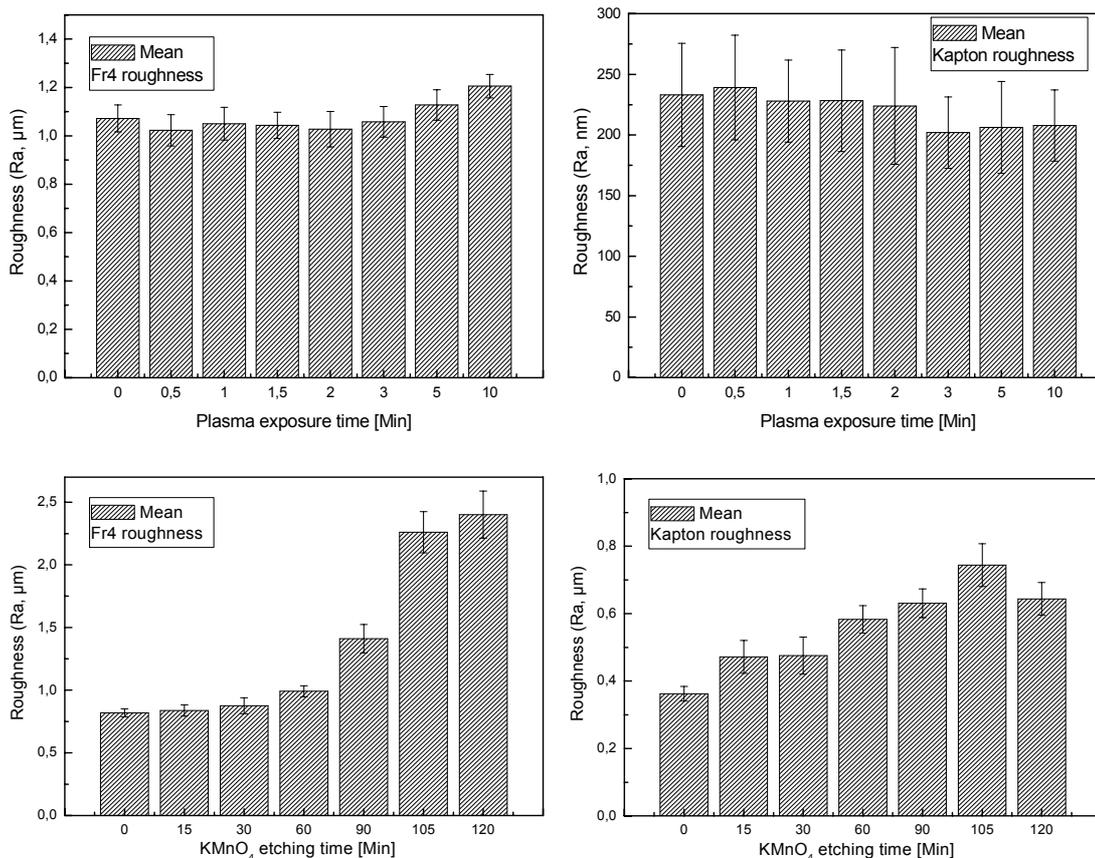 1,4
1,2
1,0
0,8
0,6
0,4
0,2
0,0
Roughness (Ra, µm)
Mean
Fr4 roughness
0 0,5 1 1,5 2 3 5 10
Plasma exposure time [Min]
300
250
200
150
100
50
0
Roughness (Ra, nm)
Mean
Kapton roughness
0 0,5 1 1,5 2 3 5 10
Plasma exposure time [Min]
2,5
2,0
1,5
1,0
0,5
0,0
Roughness (Ra, µm)
Mean
Fr4 roughness
0 15 30 60 90 105 120
KMnO4 etching time [Min]
1,0
0,8
0,6
0,4
0,2
0,0
Roughness (Ra, µm)
Mean
Kapton roughness
0 15 30 60 90 105 120
KMnO4 etching time [Min]